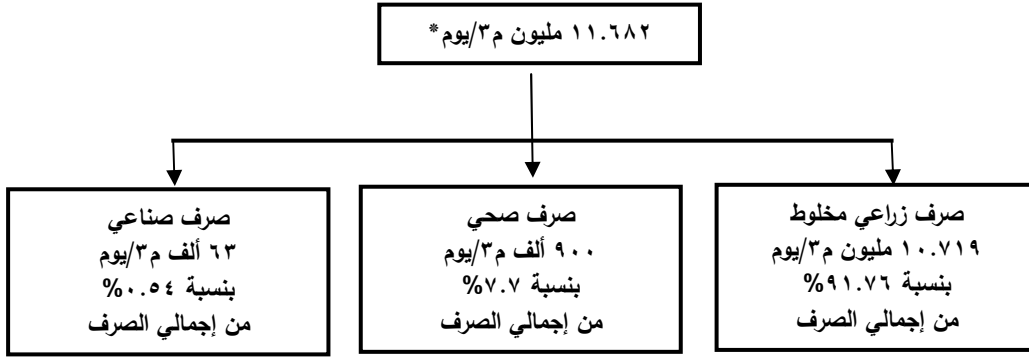 ١١.٦٨٢ مليون م٣/يوم*
صرف زراعي مخلوط
١٠.٧١٩ مليون م٣/يوم
بنسبة ٩١.٧٦%
من إجمالي الصرف
صرف صحي
٩٠٠ ألف م٣/يوم
بنسبة ٧.٧%
من إجمالي الصرف
صرف صناعي
٦٣ ألف م٣/يوم
بنسبة ٠.٥٤%
من إجمالي الصرف